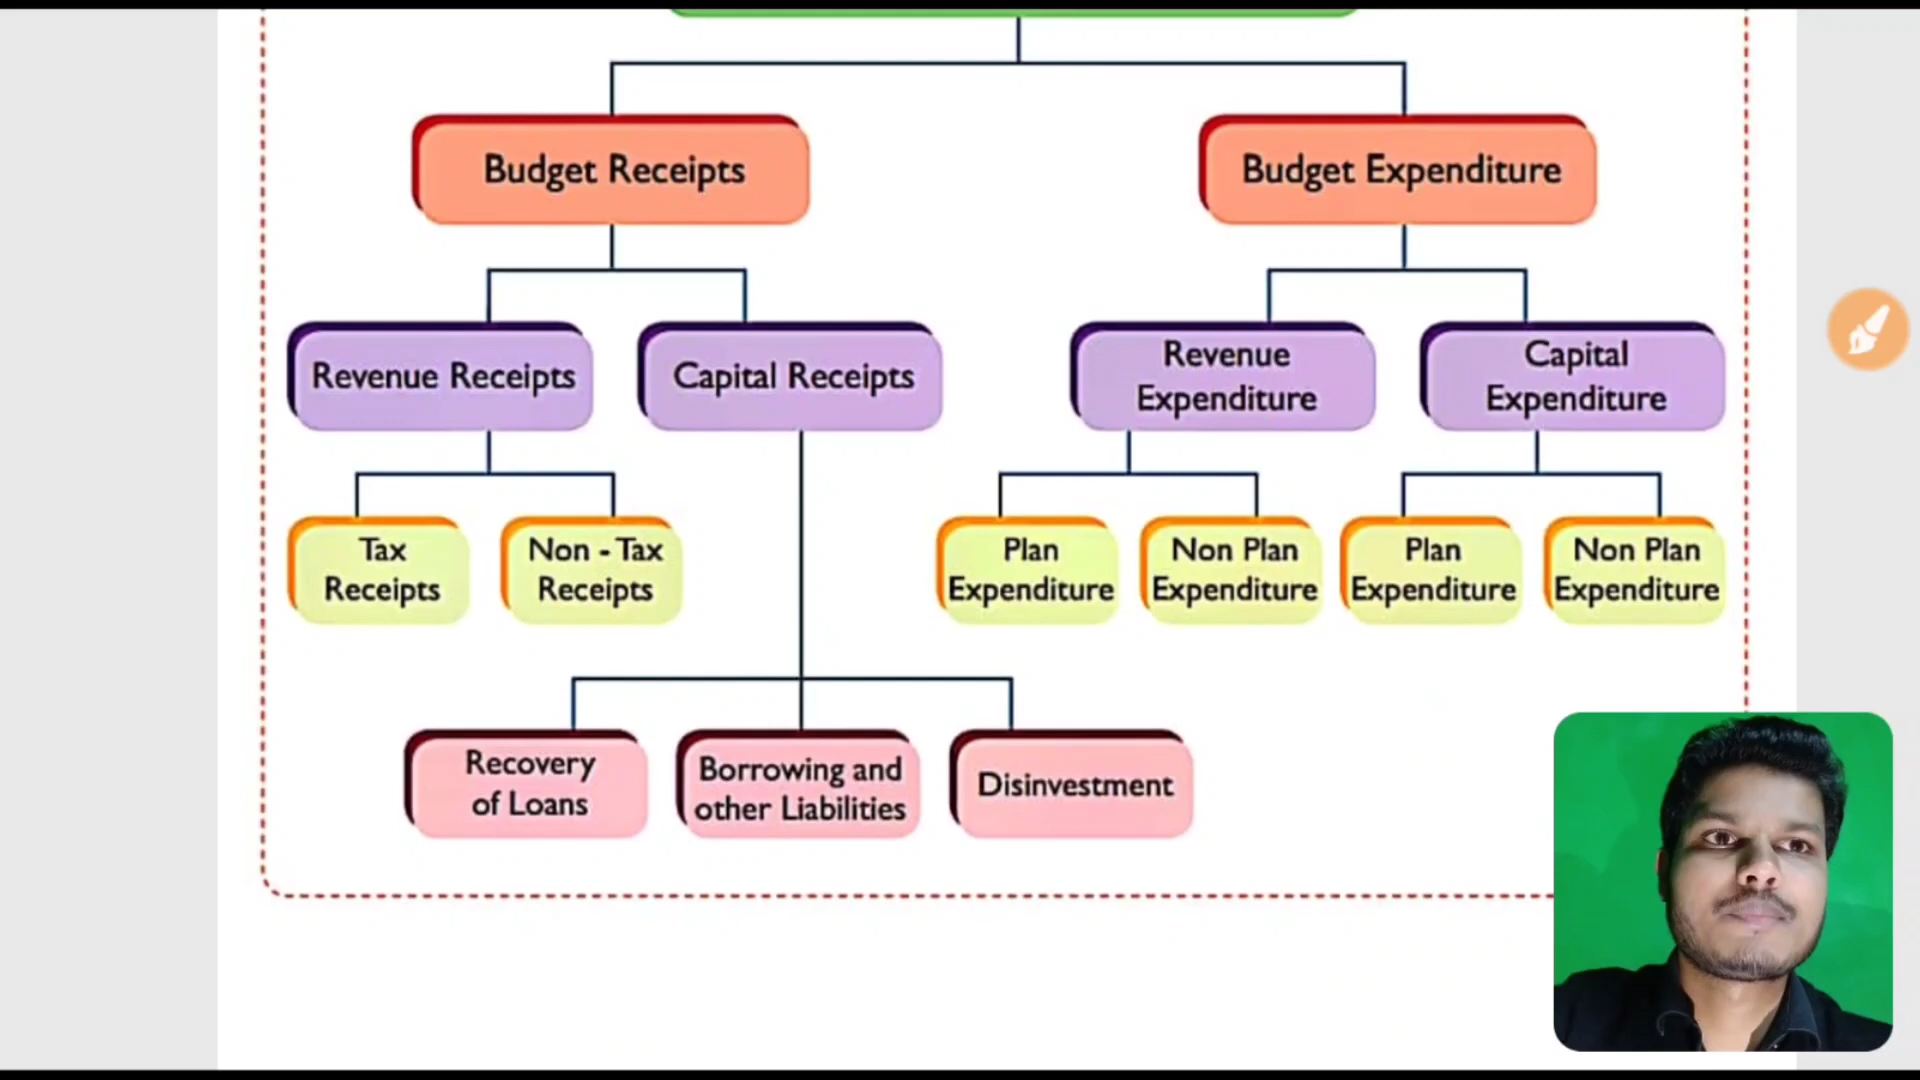 Budget Receipts
Budget Expenditure
Revenue Receipts
Capital Receipts
Revenue
Expenditure
Capital
Expenditure
Tax
Receipts
Non - Tax
Receipts
Plan
Expenditure
Non Plan
Expenditure
Plan
Expenditure
Non Plan
Expenditure
Recovery
of Loans
Borrowing and
other Liabilities
Disinvestment